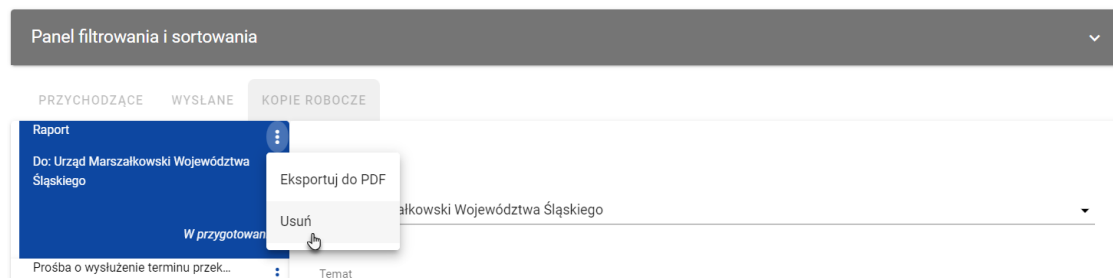 Panel filtrowania i sortowania
PRZYCHODZĄCE WYSŁANE KOPIE ROBOCZE
Raport
Do: Urząd Marszałkowski Województwa
Śląskiego
Eksportuj do PDF
ałkowski Województwa Śląskiego
Usuń
W przygotowan
Prośba o wysłużenie terminu przek...
Temat